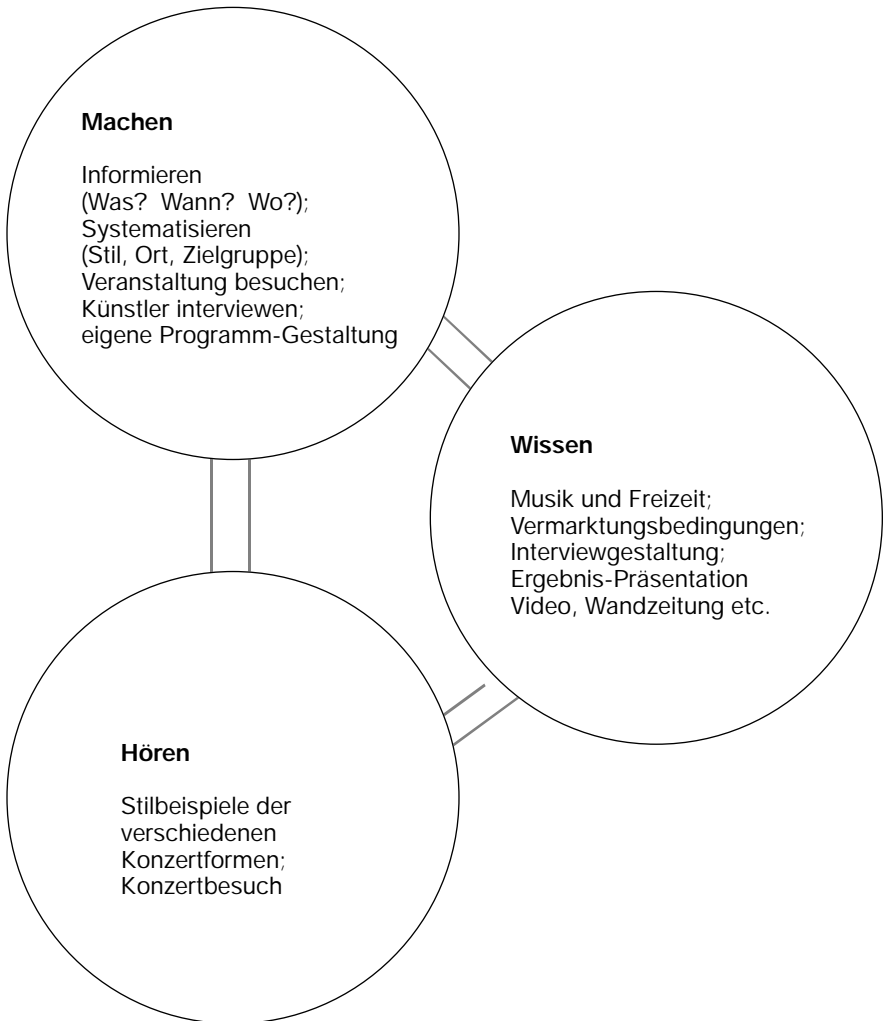 Machen
Informieren
(Was? Wann? Wo?);
Systematisieren
(Stil, Ort, Zielgruppe);
Veranstaltung besuchen;
Künstler interviewen;
eigene Programm-Gestaltung
Wissen
Musik und Freizeit;
Vermarktungsbedingungen;
Interviewgestaltung;
Ergebnis-Präsentation
Video, Wandzeitung etc.
Hören
Stilbeispiele der
verschiedenen
Konzertformen;
Konzertbesuch